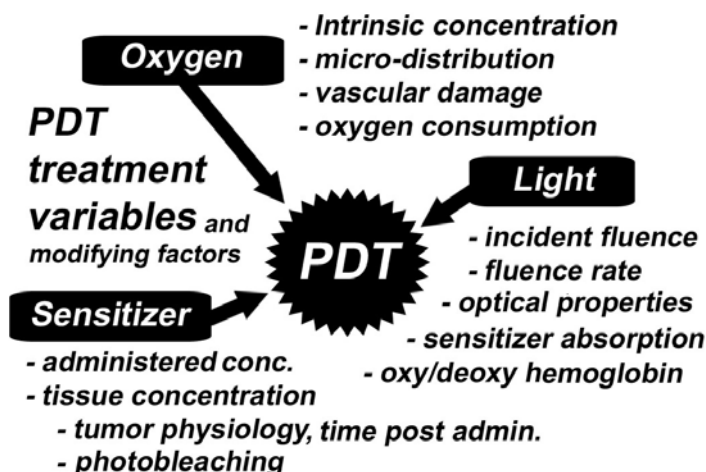 Oxygen
- Intrinsic concentration
- micro-distribution
- vascular damage
- oxygen consumption
PDT
treatment
variables and
modifying factors
Light
- incident fluence
- fluence rate
- optical properties
- sensitizer absorption
- oxy/deoxy hemoglobin
PDT
Sensitizer
- administered conc.
- tissue concentration
- tumor physiology, time post admin.
- photobleaching